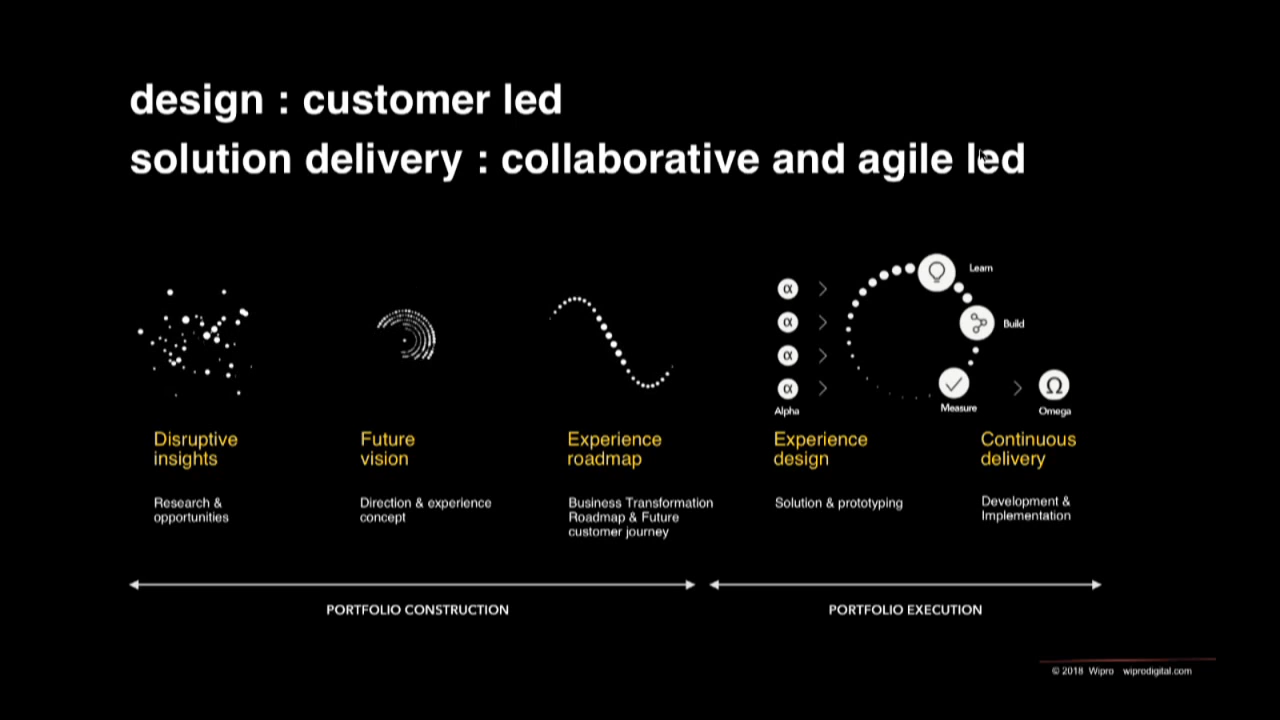 design : customer led
solution delivery : collaborative and agile led
α
α
α
α
Alpha
Learn
Build
Measure
Ω
Omega
Disruptive
insights
Research &
opportunities
Future
vision
Direction & experience
concept
Experience
roadmap
Business Transformation
Roadmap & Future
customer journey
Experience
design
Solution & prototyping
Continuous
delivery
Development &
Implementation
PORTFOLIO CONSTRUCTION
PORTFOLIO EXECUTION
© 2018 Wipro wiprodigital.com